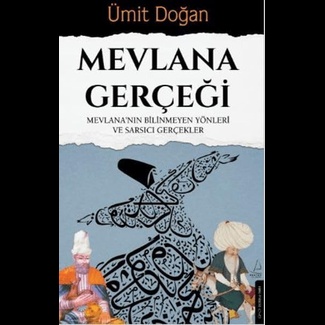 Ümit Doğan
MEVLANA
GERÇEĞİ
MEVLANA'NIN BİLİNMEYEN YÖNLERİ
VE SARSICI GERÇEKLER